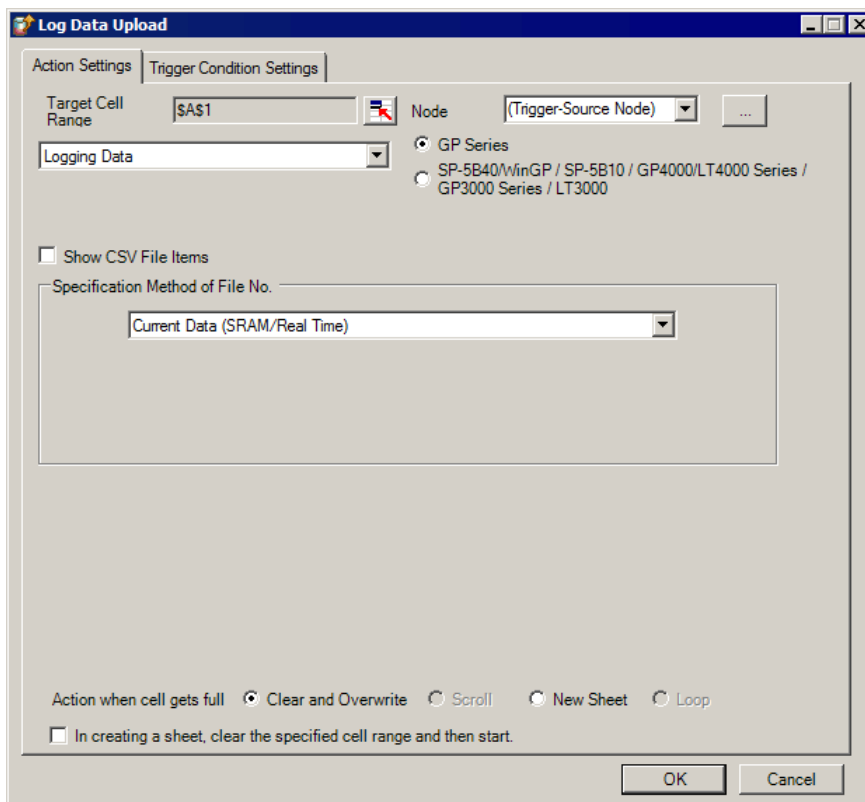 Log Data Upload
Action Settings
Trigger Condition Settings
Target Cell
Range
$A$1
Node
(Trigger-Source Node)
...
Logging Data
GP Series
SP-5B40/WinGP / SP-5B10 / GP4000/LT4000 Series /
GP3000 Series / LT3000
Show CSV File Items
Specification Method of File No.
Current Data (SRAM/Real Time)
Action when cell gets full
Clear and Overwrite
Scroll
New Sheet
Loop
In creating a sheet, clear the specified cell range and then start.
OK
Cancel